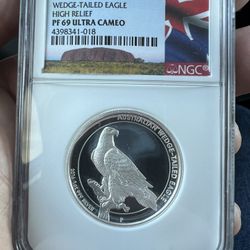 WEDGE-TAILED EAGLE
HIGH RELIEF
PF 69 ULTRA CAMEO
4398341-018
NGC
AUSTRALIAN WEDGE-TAILED EAGLE
P